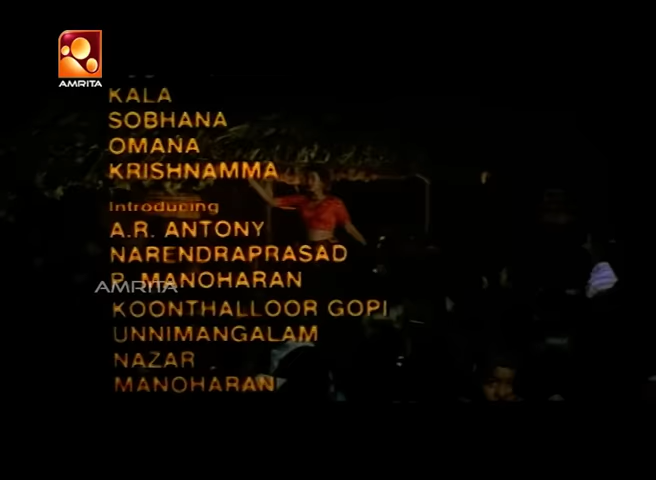 AMRITA
KALA
SOBHANA
OMANA
KRISHNAMMA
Introducing
A.R. ANTONY
NARENDRAPRASAD
P. MANOHARAN
AMRITA
KOONTHALLOOR GOPI
UNNIMANGALAM
NAZAR
MANOHARAN